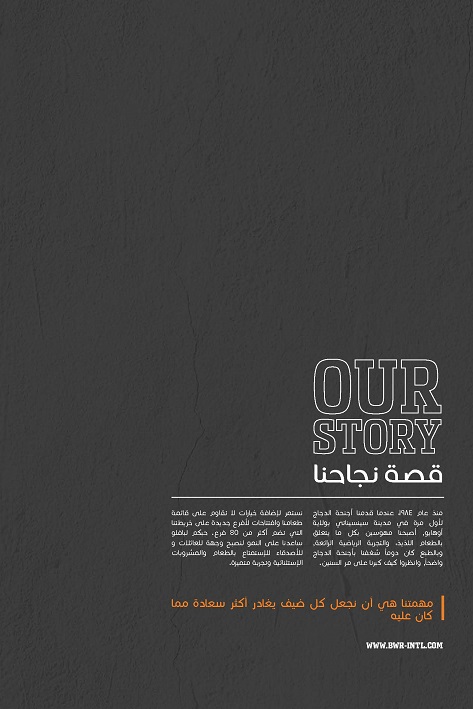 OUR
STORY
قصة نجاحنا
منذ عام ١٩٨٤، عندما قدمنا أجنحة الدجاج
لأول مرة في مدينة سينسيناتي بولاية
أوهايو، أصبحنا مهوسين بكل ما يتعلق
بالطعام اللذيذ، والتجربة الرياضية الرائعة.
وبالطبع كان دوماً شغفنا بأجنحة الدجاج
واضحاً. وانظروا كيف كبرنا على مر السنين.
نستمر لإضافة خيارات لا تقاوم على قائمة
طعامنا وافتتاحات لأفرع جديدة على خريطتنا
التي تضم أكثر من 80 فرع. حبكم لبافلو
ساعدنا على النمو لنصبح وجهة للعائلات و
للأصدقاء للإستمتاع بالطعام والمشروبات
الإستثنائية وتجربة متميزة.
مهمتنا هي أن نجعل كل ضيف يغادر أكثر سعادة مما
كان عليه
WWW.BWR-INTL.COM